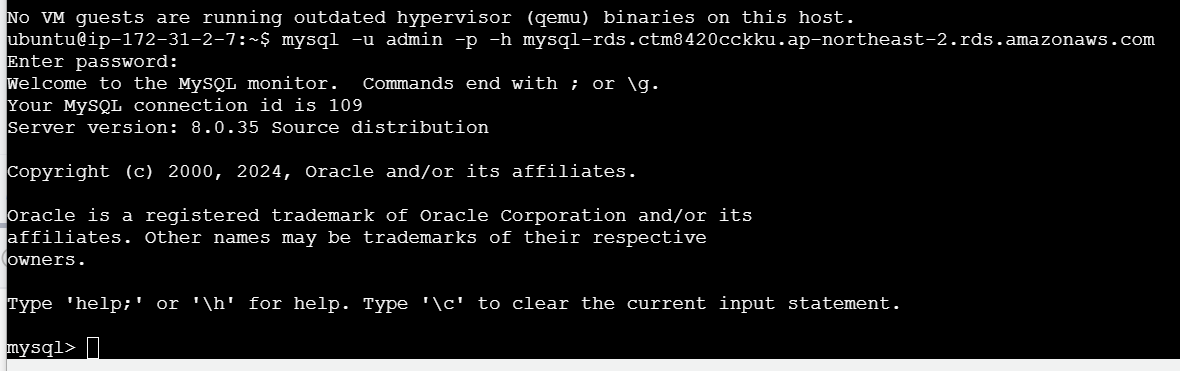 No VM guests are running outdated hypervisor (qemu) binaries on this host.
ubuntu@ip-172-31-2-7:~$ mysql -u admin -p -h mysql-rds.ctm8420cckku.ap-northeast-2.rds.amazonaws.com
Enter password:
Welcome to the MySQL monitor.  Commands end with ; or \g.
Your MySQL connection id is 109
Server version: 8.0.35 Source distribution
Copyright (c) 2000, 2024, Oracle and/or its affiliates.
Oracle is a registered trademark of Oracle Corporation and/or its
affiliates. Other names may be trademarks of their respective
owners.
Type 'help;' or '\h' for help. Type '\c' to clear the current input statement.
mysql>